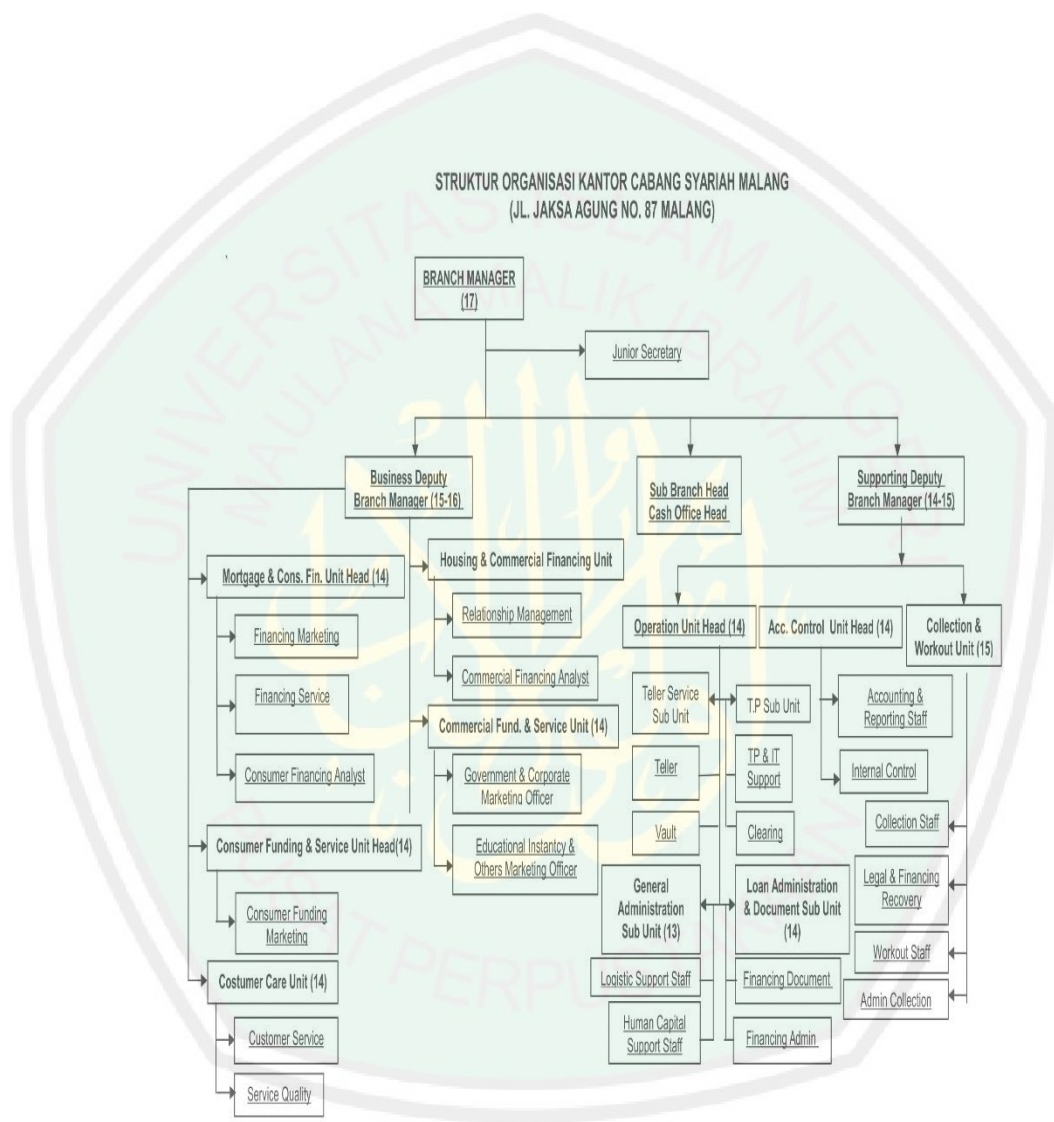 STRUKTUR ORGANISASI KANTOR CABANG SYARIAH MALANG
(JL. JAKSA AGUNG NO. 87 MALANG)
BRANCH MANAGER
(17)
Junior Secretary
Business Deputy
Branch Manager (15-16)
Sub Branch Head
Cash Office Head
Supporting Deputy
Branch Manager (14-15)
Mortgage & Cons. Fin. Unit Head (14)
Financing Marketing
Financing Service
Consumer Financing Analyst
Consumer Funding & Service Unit Head(14)
Consumer Funding
Marketing
Costumer Care Unit (14)
Customer Service
Service Quality
Housing & Commercial Financing Unit
Relationship Management
Commercial Financing Analyst
Commercial Fund. & Service Unit (14)
Government & Corporate
Marketing Officer
Educational Instantcy &
Others Marketing Officer
Operation Unit Head (14)
Teller Service
Sub Unit
T.P Sub Unit
Teller
TP & IT
Support
Vault
Clearing
General
Administration
Sub Unit (13)
Loan Administration
& Document Sub Unit
(14)
Logistic Support Staff
Financing Document
Human Capital
Support Staff
Financing Admin
Acc. Control Unit Head (14)
Accounting &
Reporting Staff
Internal Control
Collection &
Workout Unit (15)
Collection Staff
Legal & Financing
Recovery
Workout Staff
Admin Collection
UNIVERSITAS ISLAM NEGERI
MAULANA MALIK IBRAHIM